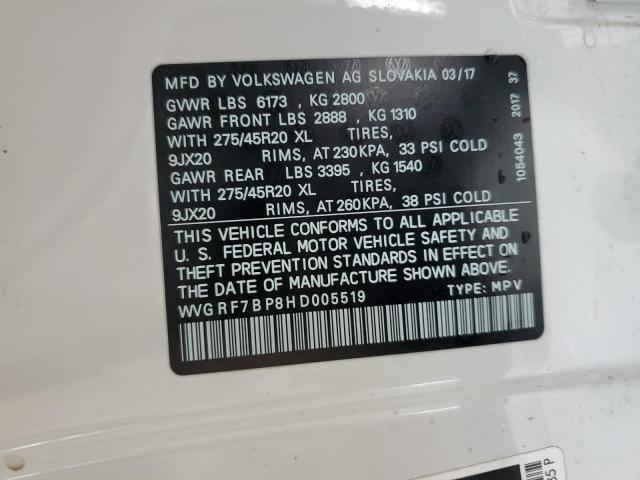 MFD BY VOLKSWAGEN AG SLOVAKIA 03/17
GVWR LBS 6173 , KG 2800
GAWR FRONT LBS 2888 , KG 1310
WITH 275/45R20 XL TIRES,
9JX20 RIMS, AT 230KPA, 33 PSI COLD
GAWR REAR LBS 3395 , KG 1540
WITH 275/45R20 XL TIRES,
9JX20 RIMS, AT 260KPA, 38 PSI COLD
THIS VEHICLE CONFORMS TO ALL APPLICABLE
U. S. FEDERAL MOTOR VEHICLE SAFETY AND
THEFT PREVENTION STANDARDS IN EFFECT ON
THE DATE OF MANUFACTURE SHOWN ABOVE.
WVGRF7BP8HD005519 TYPE: MPV
1054043 2017 37
35 P